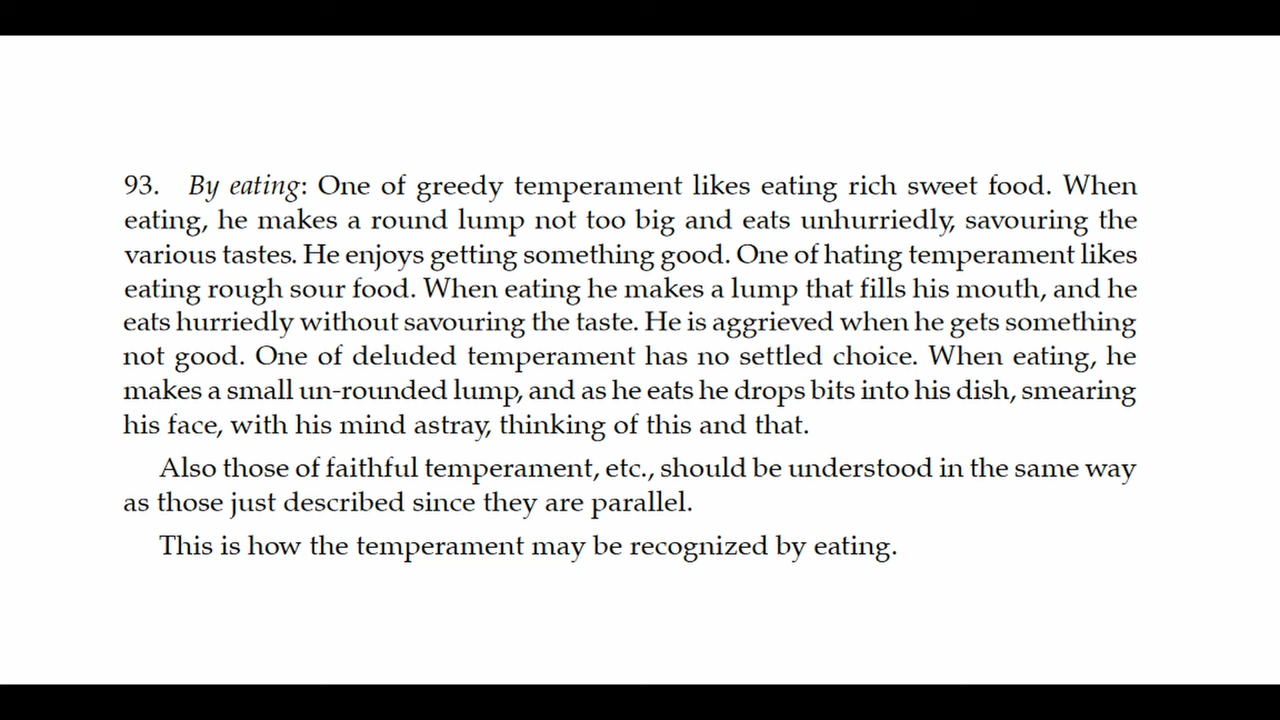 93. By eating: One of greedy temperament likes eating rich sweet food. When
eating, he makes a round lump not too big and eats unhurriedly, savouring the
various tastes. He enjoys getting something good. One of hating temperament likes
eating rough sour food. When eating he makes a lump that fills his mouth, and he
eats hurriedly without savouring the taste. He is aggrieved when he gets something
not good. One of deluded temperament has no settled choice. When eating, he
makes a small un-rounded lump, and as he eats he drops bits into his dish, smearing
his face, with his mind astray, thinking of this and that.
Also those of faithful temperament, etc., should be understood in the same way
as those just described since they are parallel.
This is how the temperament may be recognized by eating.